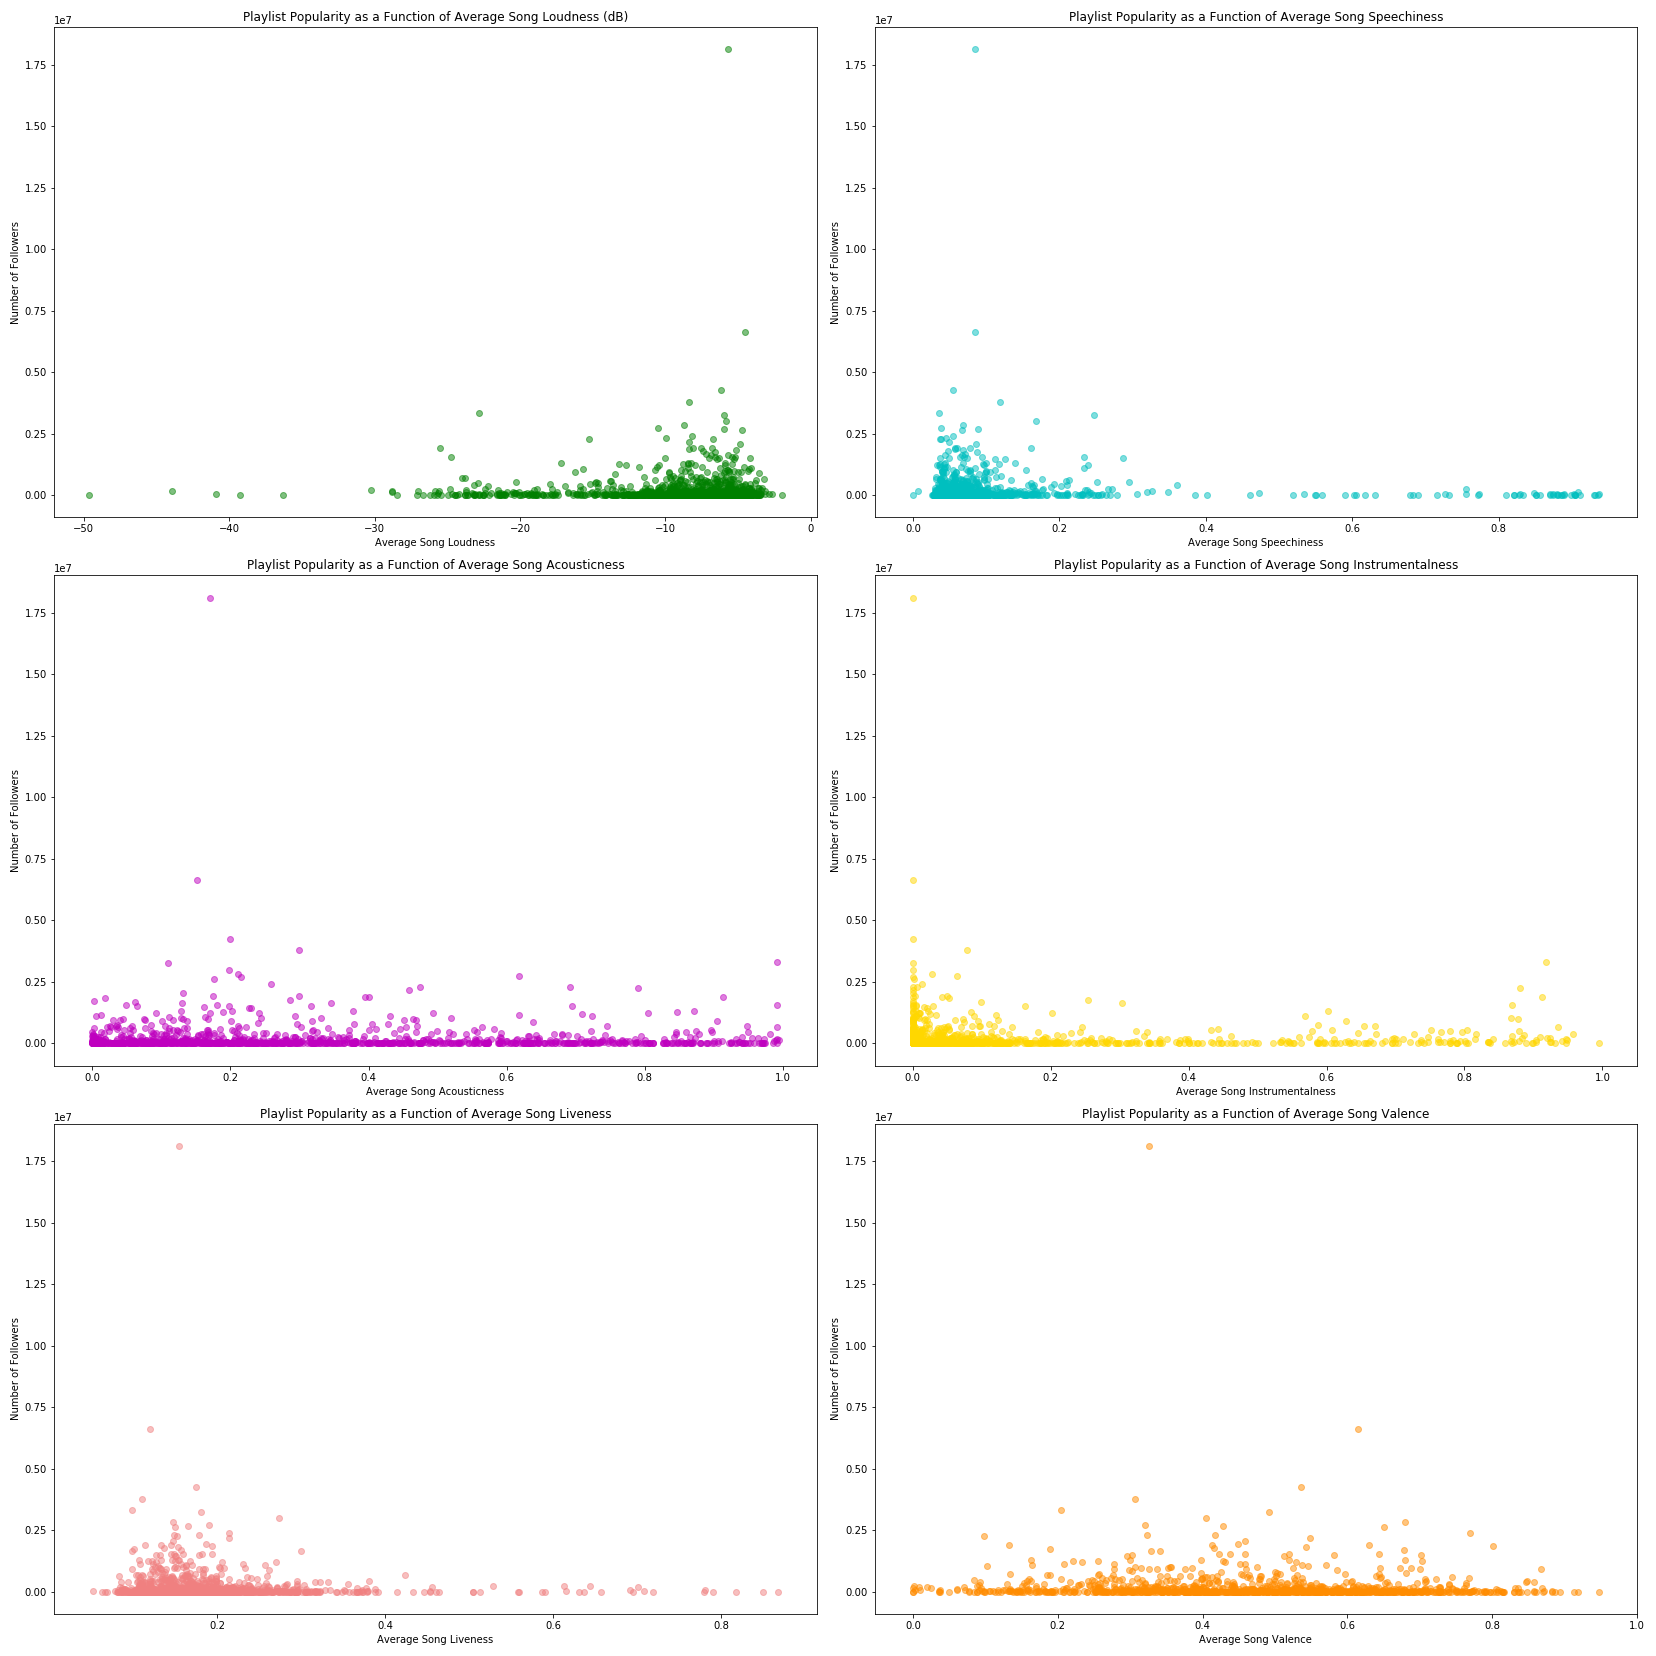 Playlist Popularity as a Function of Average Song Loudness (dB)
1e7
1.75
1.50
1.25
1.00
0.75
0.50
0.25
0.00
Number of Followers
−50 −40 −30 −20 −10 0
Average Song Loudness
Playlist Popularity as a Function of Average Song Speechiness
1e7
1.75
1.50
1.25
1.00
0.75
0.50
0.25
0.00
Number of Followers
0.0 0.2 0.4 0.6 0.8
Average Song Speechiness
Playlist Popularity as a Function of Average Song Acousticness
1e7
1.75
1.50
1.25
1.00
0.75
0.50
0.25
0.00
Number of Followers
0.0 0.2 0.4 0.6 0.8 1.0
Average Song Acousticness
Playlist Popularity as a Function of Average Song Instrumentalness
1e7
1.75
1.50
1.25
1.00
0.75
0.50
0.25
0.00
Number of Followers
0.0 0.2 0.4 0.6 0.8 1.0
Average Song Instrumentalness
Playlist Popularity as a Function of Average Song Liveness
1e7
1.75
1.50
1.25
1.00
0.75
0.50
0.25
0.00
Number of Followers
0.2 0.4 0.6 0.8
Average Song Liveness
Playlist Popularity as a Function of Average Song Valence
1e7
1.75
1.50
1.25
1.00
0.75
0.50
0.25
0.00
Number of Followers
0.0 0.2 0.4 0.6 0.8 1.0
Average Song Valence